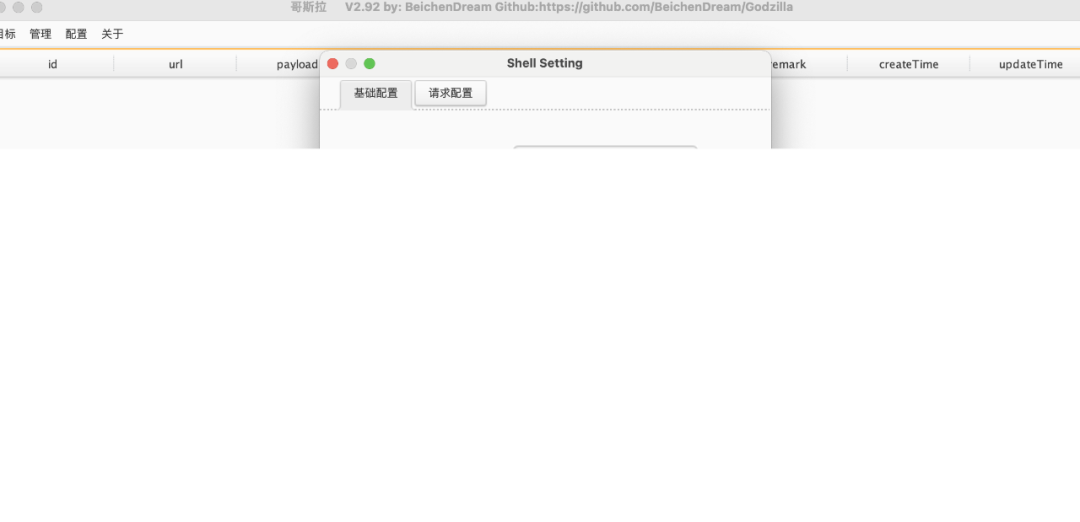 哥斯拉 V2.92 by: BeichenDream Github:https://github.com/BeichenDream/Godzilla
目标 管理 配置 关于
id url payload emark createTime updateTime
Shell Setting
基础配置 请求配置